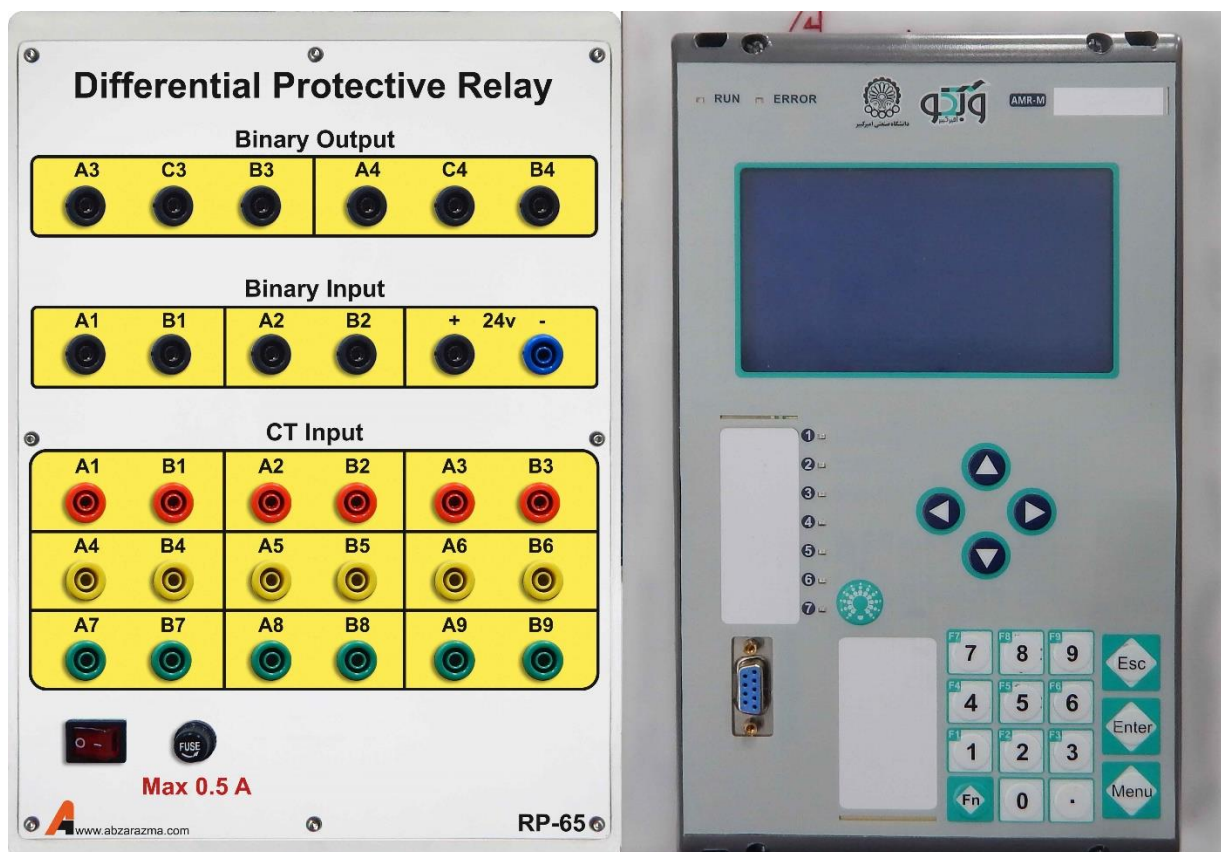 Differential Protective Relay
Binary Output
A3 C3 B3 A4 C4 B4
Binary Input
A1 B1 A2 B2 + 24v -
CT Input
A1 B1 A2 B2 A3 B3
A4 B4 A5 B5 A6 B6
A7 B7 A8 B8 A9 B9
O -
FUSE
Max 0.5 A
www.abzarazma.com
RP-65
RUN ERROR
دانشگاه صنعتی امیرکبیر
AMR-M
1
2
3
4
5
6
7
F7 7 F8 8 F9 9 Esc
F4 4 F5 5 F6 6 Enter
F1 1 F2 2 F3 3
Fn 0 . Menu